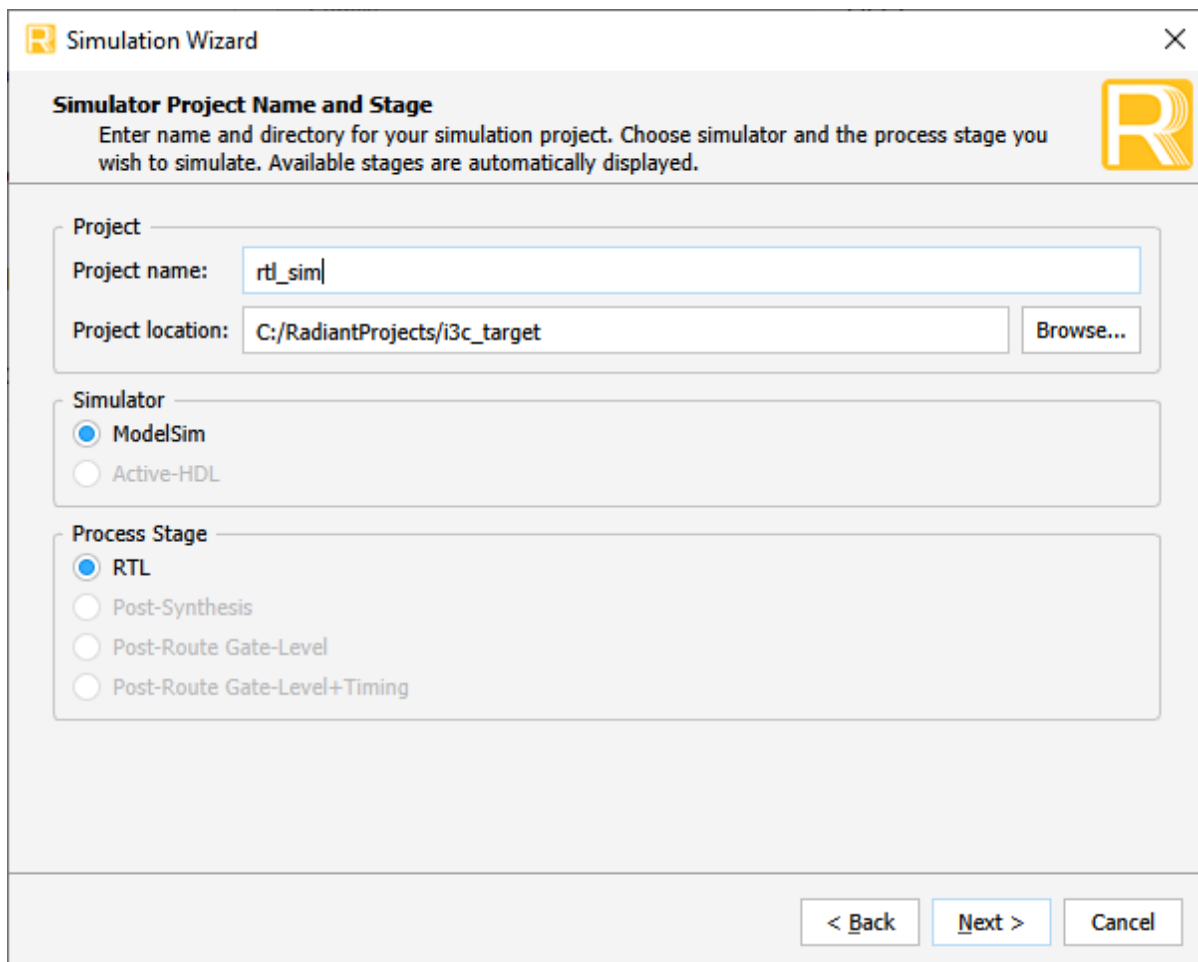 Simulation Wizard
Simulator Project Name and Stage
Enter name and directory for your simulation project. Choose simulator and the process stage you
wish to simulate. Available stages are automatically displayed.
Project
Project name: rtl_sim
Project location: C:/RadiantProjects/i3c_target Browse...
Simulator
ModelSim
Active-HDL
Process Stage
RTL
Post-Synthesis
Post-Route Gate-Level
Post-Route Gate-Level+Timing
< Back Next > Cancel